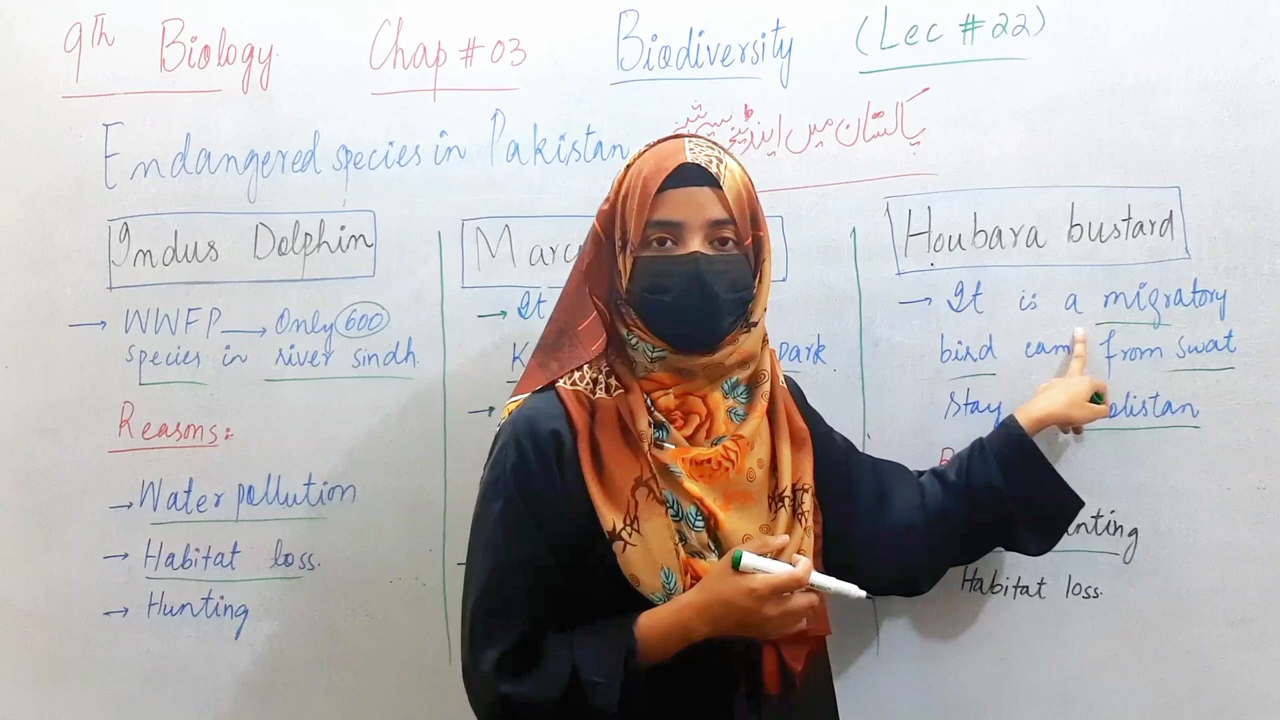 9th Biology Chap # 03 Biodiversity (Lec # 22)
Endangered species in Pakistan پاکستان میں
Indus Dolphin
→ WWFP → Only 600
species in river sindh.
Reasons:
→ Water pollution
→ Habitat loss.
→ Hunting
→ It
park
→
Houbara bustard
→ It is a migratory
bird from swat
stay
Habitat loss.